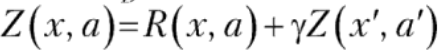 Z(x, a)=R(x, a) + γZ(x′, a′)